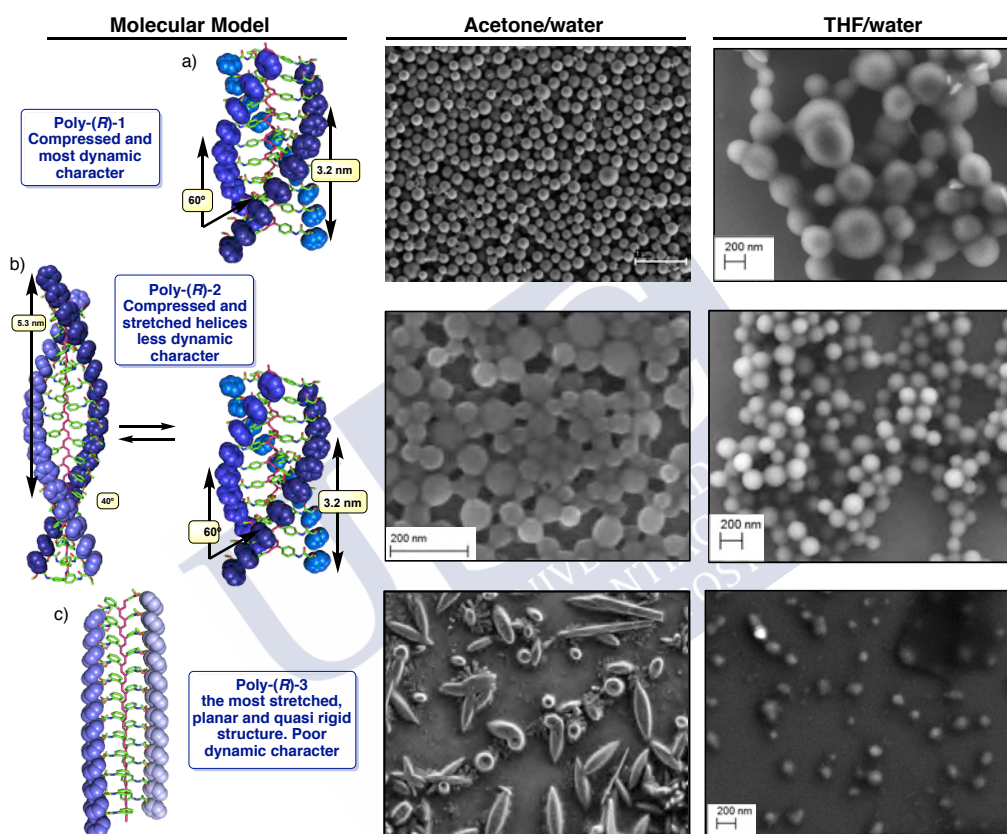 Molecular Model
Acetone/water
THF/water
a)
Poly-(R)-1
Compressed and
most dynamic
character
60º
3.2 nm
200 nm
b)
Poly-(R)-2
Compressed and
stretched helices
less dynamic
character
5.3 nm
40º
60º
3.2 nm
200 nm
200 nm
c)
Poly-(R)-3
the most stretched,
planar and quasi rigid
structure. Poor
dynamic character
200 nm